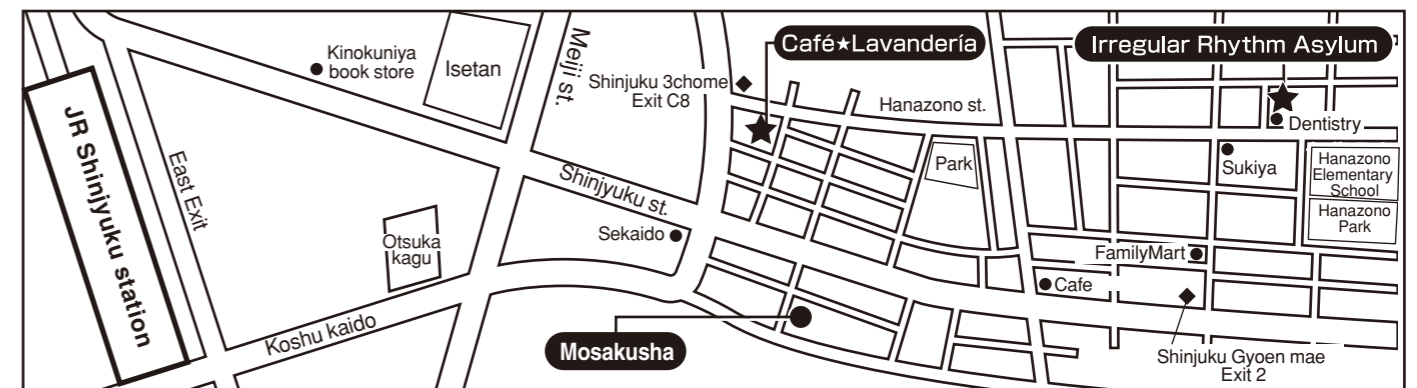 Café★Lavandería
Irregular Rhythm Asylum
Kinokuniya
book store
Isetan
Meiji st.
Shinjuku 3chome
Exit C8
Hanazono st.
Dentistry
JR Shinjyuku station
East Exit
Park
Sukiya
Hanazono
Elementary
School
Hanazono
Park
Shinjyuku st.
Sekaido
Otsuka
kagu
FamilyMart
Cafe
Koshu kaido
Mosakusha
Shinjuku Gyoen mae
Exit 2